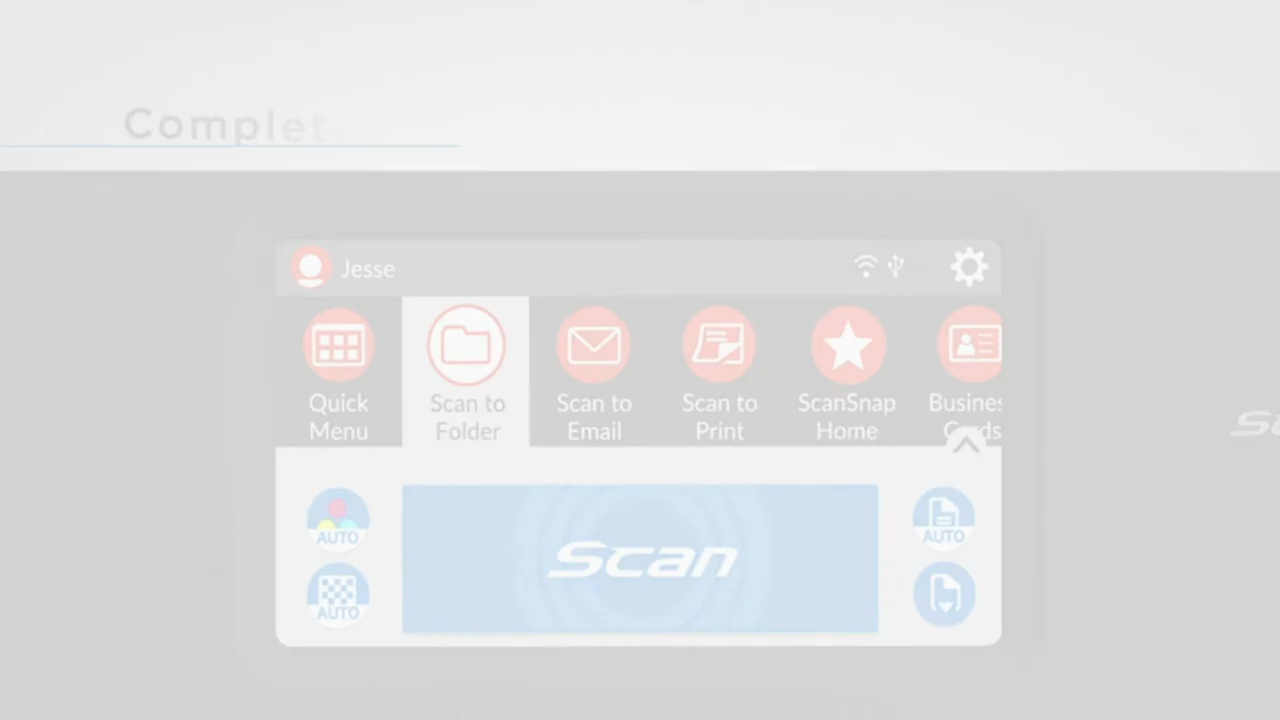 Complet
Jesse
Quick Menu
Scan to Folder
Scan to Email
Scan to Print
ScanSnap Home
Busines Cards
AUTO
AUTO
Scan
AUTO